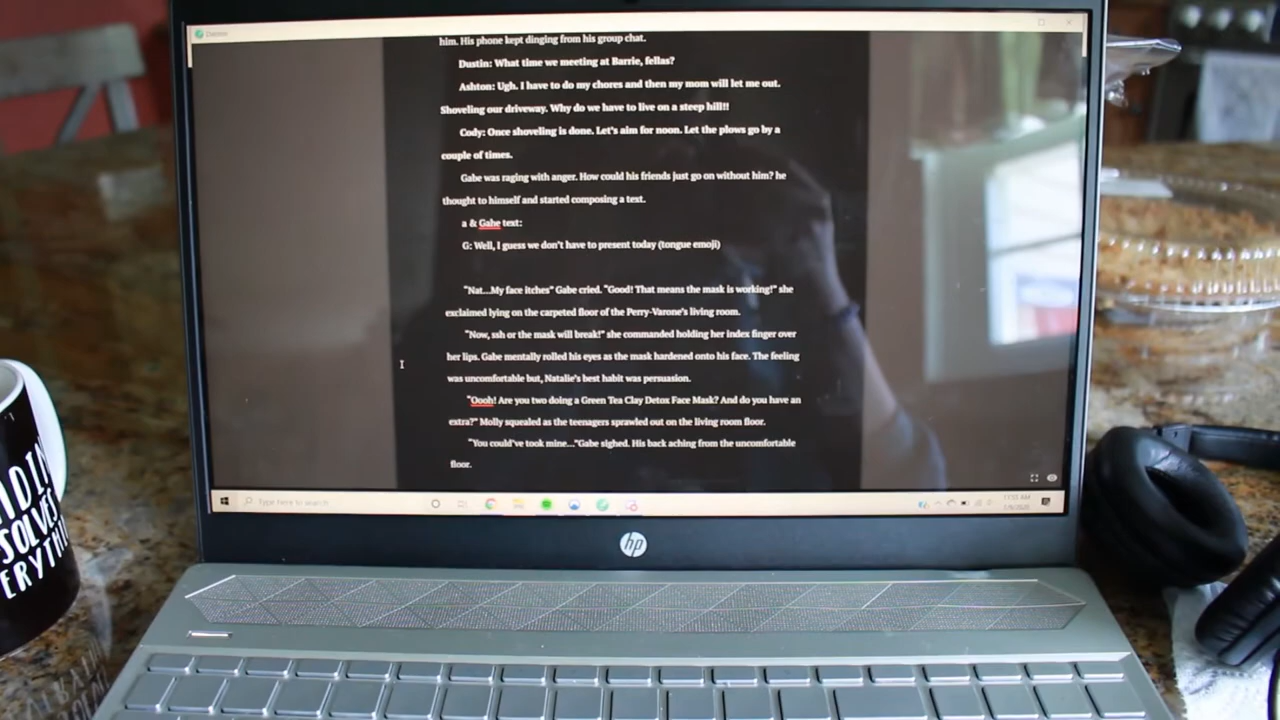 him. His phone kept dinging from his group chat.
Dustin: What time we meeting at Barrie, fellas?
Ashton: Ugh. I have to do my chores and then my mom will let me out.
Shoveling our driveway. Why do we have to live on a steep hill!!
Cody: Once shoveling is done. Let's aim for noon. Let the plows go by a
couple of times.
Gabe was raging with anger. How could his friends just go on without him? he
thought to himself and started composing a text.
a & Gabe text:
G: Well, I guess we don't have to present today (tongue emoji)
“Nat...My face itches” Gabe cried. “Good! That means the mask is working!” she
exclaimed lying on the carpeted floor of the Perry-Varone's living room.
“Now, ssh or the mask will break!” she commanded holding her index finger over
her lips. Gabe mentally rolled his eyes as the mask hardened onto his face. The feeling
was uncomfortable but, Natalie's best habit was persuasion.
“Oooh! Are you two doing a Green Tea Clay Detox Face Mask? And do you have an
extra?” Molly squealed as the teenagers sprawled out on the living room floor.
“You could've took mine...”Gabe sighed. His back aching from the uncomfortable
floor.
Type here to search
11:55 AM
hp
ADING
SOLVES
ERYTHI